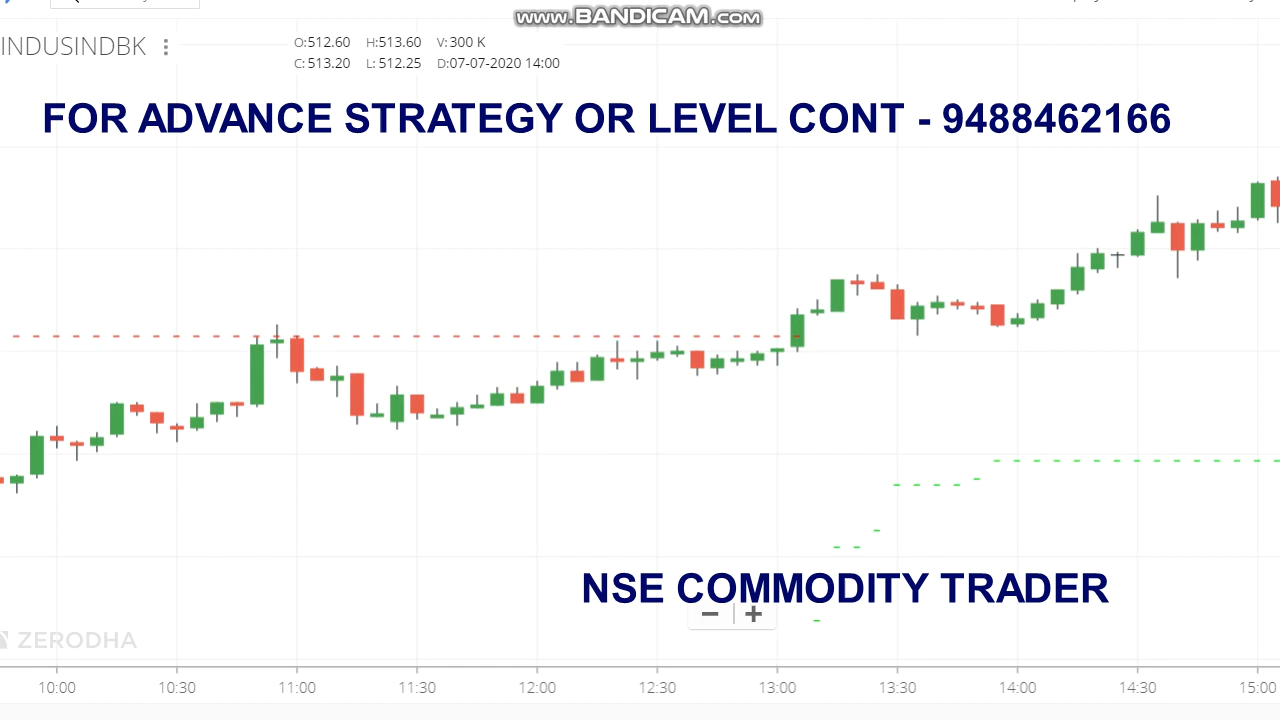 www.BANDICAM.com
INDUSINDBK
O:512.60 H:513.60 V:300 K
C:513.20 L:512.25 D:07-07-2020 14:00
FOR ADVANCE STRATEGY OR LEVEL CONT - 9488462166
NSE COMMODITY TRADER
ZERODHA
10:00 10:30 11:00 11:30 12:00 12:30 13:00 13:30 14:00 14:30 15:00